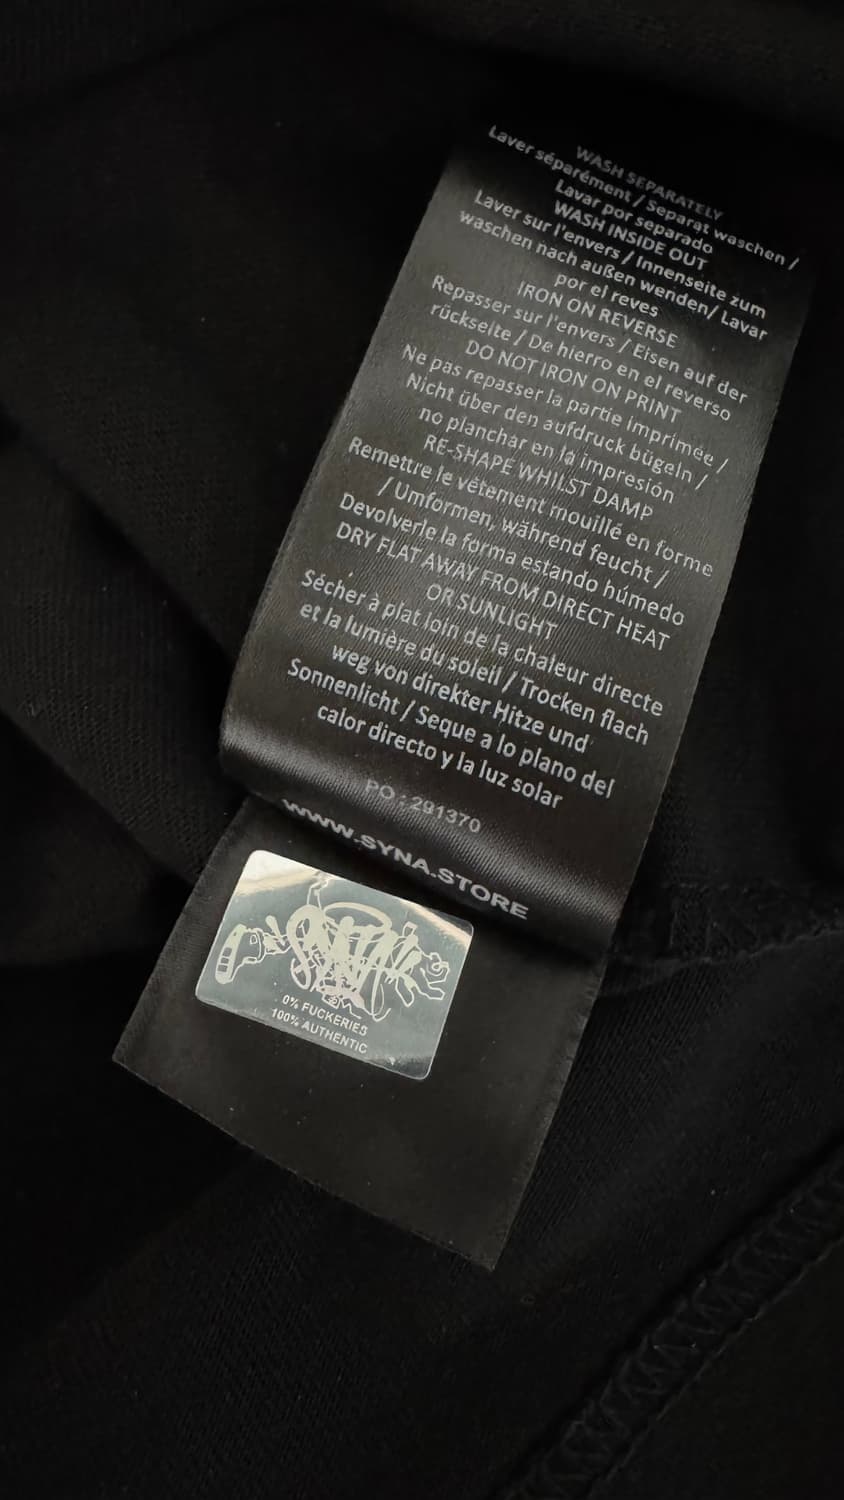 WASH SEPARATELY
Laver séparément / Separat waschen /
Lavar por separado
WASH INSIDE OUT
Laver sur l'envers / Innenseite zum
waschen nach außen wenden/ Lavar
por el reves
IRON ON REVERSE
Repasser sur l'envers / Eisen auf der
rückseite / De hierro en el reverso
DO NOT IRON ON PRINT
Ne pas repasser la partie imprimée /
Nicht über den aufdruck bügeln /
no planchar en la impresión
RE-SHAPE WHILST DAMP
Remettre le vêtement mouillé en forme
/ Umformen, während feucht /
Devolverle la forma estando húmedo
DRY FLAT AWAY FROM DIRECT HEAT
OR SUNLIGHT
Sécher à plat loin de la chaleur directe
et la lumière du soleil / Trocken flach
weg von direkter Hitze und
Sonnenlicht / Seque a lo plano del
calor directo y la luz solar
PO : 291370
WWW.SYNA.STORE
0% FUCKERIES
100% AUTHENTIC